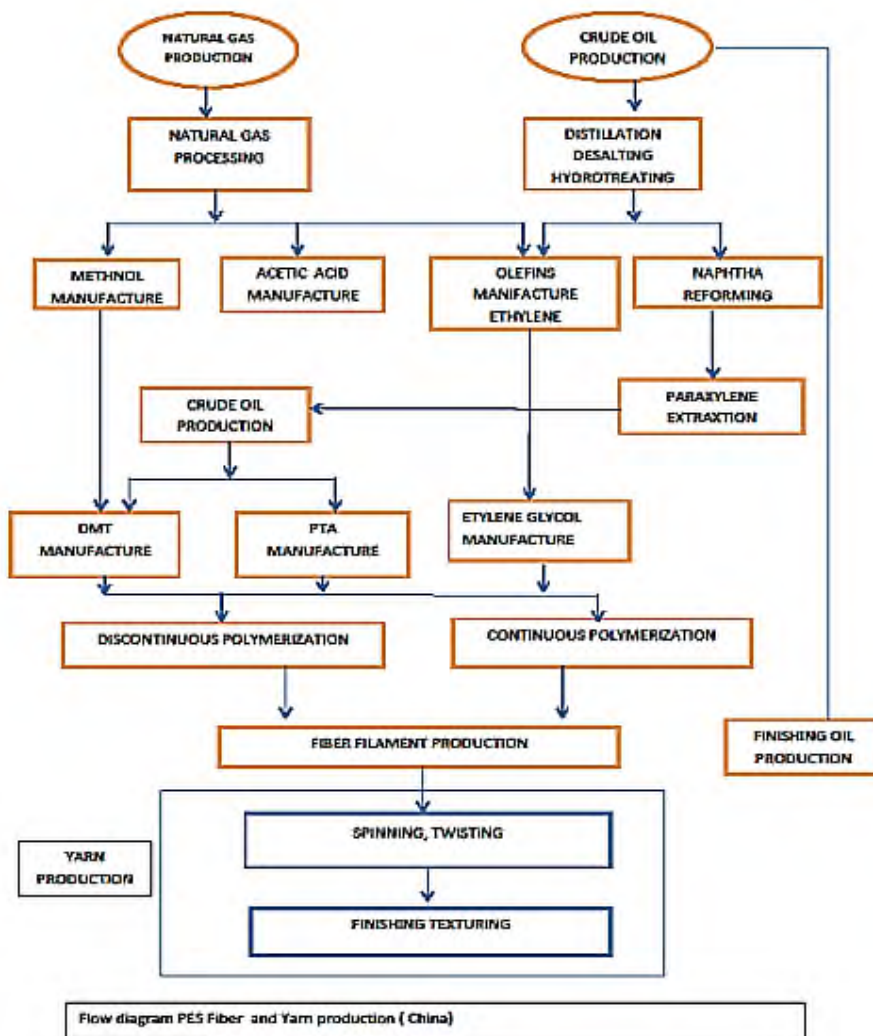 NATURAL GAS
PRODUCTION
CRUDE OIL
PRODUCTION
NATURAL GAS
PROCESSING
DISTILLATION
DESALTING
HYDROTREATING
METHNOL
MANUFACTURE
ACETIC ACID
MANUFACTURE
OLEFINS
MANIFACTURE
ETHYLENE
NAPHTHA
REFORMING
CRUDE OIL
PRODUCTION
PARAXYLENE
EXTRAXTION
DMT
MANUFACTURE
PTA
MANUFACTURE
ETYLENE GLYCOL
MANUFACTURE
DISCONTINUOUS POLYMERIZATION
CONTINUOUS POLYMERIZATION
FIBER FILAMENT PRODUCTION
FINISHING OIL
PRODUCTION
YARN
PRODUCTION
SPINNING, TWISTING
FINISHING TEXTURING
Flow diagram PES Fiber and Yarn production ( China)